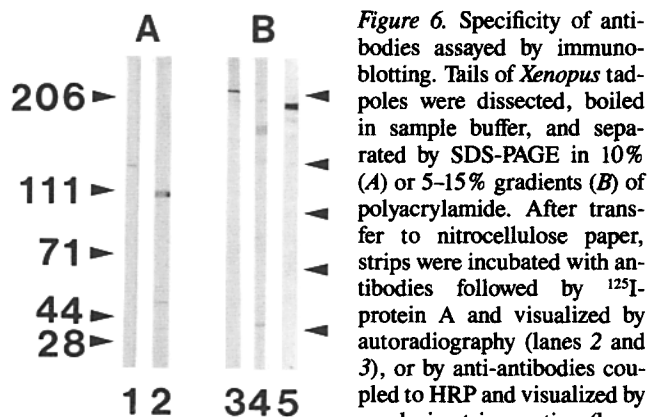 A B
206
111
71
44
28
1 2 3 4 5
Figure 6. Specificity of anti-
bodies assayed by immuno-
blotting. Tails of Xenopus tad-
poles were dissected, boiled
in sample buffer, and sepa-
rated by SDS-PAGE in 10%
(A) or 5–15% gradients (B) of
polyacrylamide. After trans-
fer to nitrocellulose paper,
strips were incubated with an-
tibodies followed by ¹²⁵I-
protein A and visualized by
autoradiography (lanes 2 and
3), or by anti-antibodies cou-
pled to HRP and visualized by